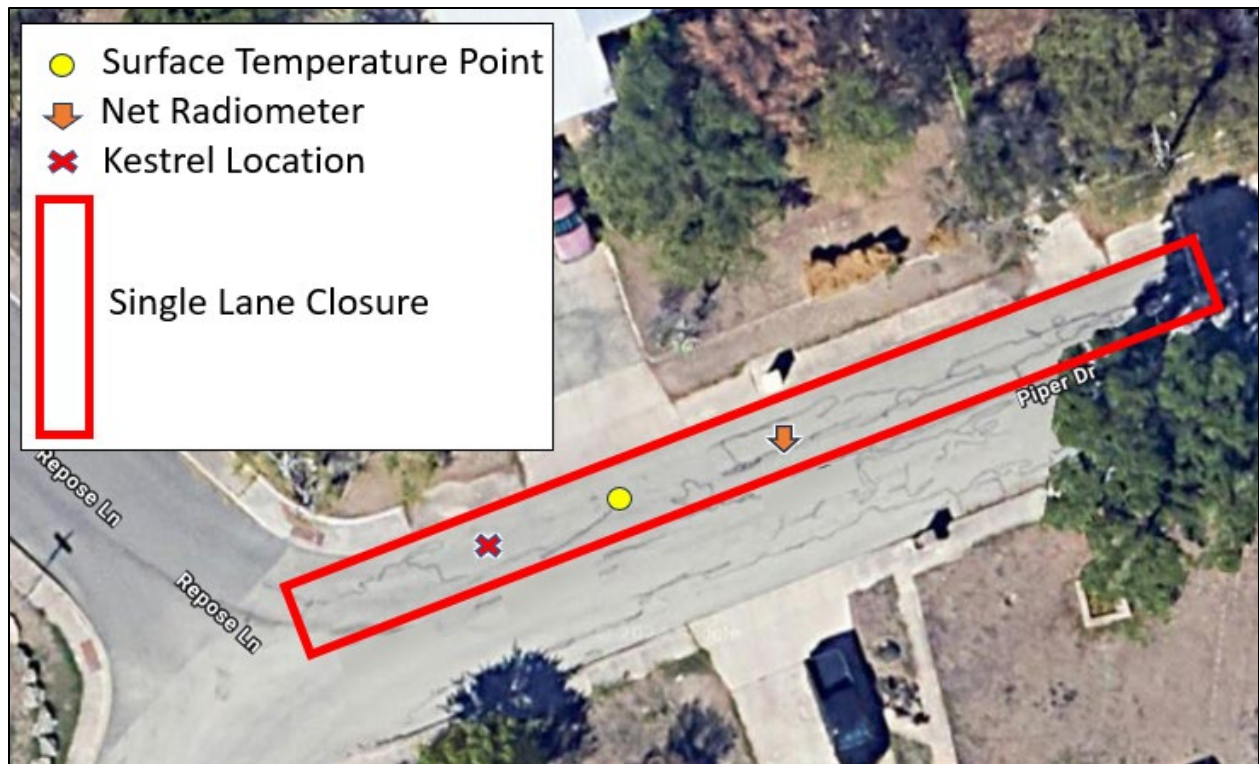 Surface Temperature Point
Net Radiometer
Kestrel Location
Single Lane Closure
Piper Dr
Repose Ln
Repose Ln